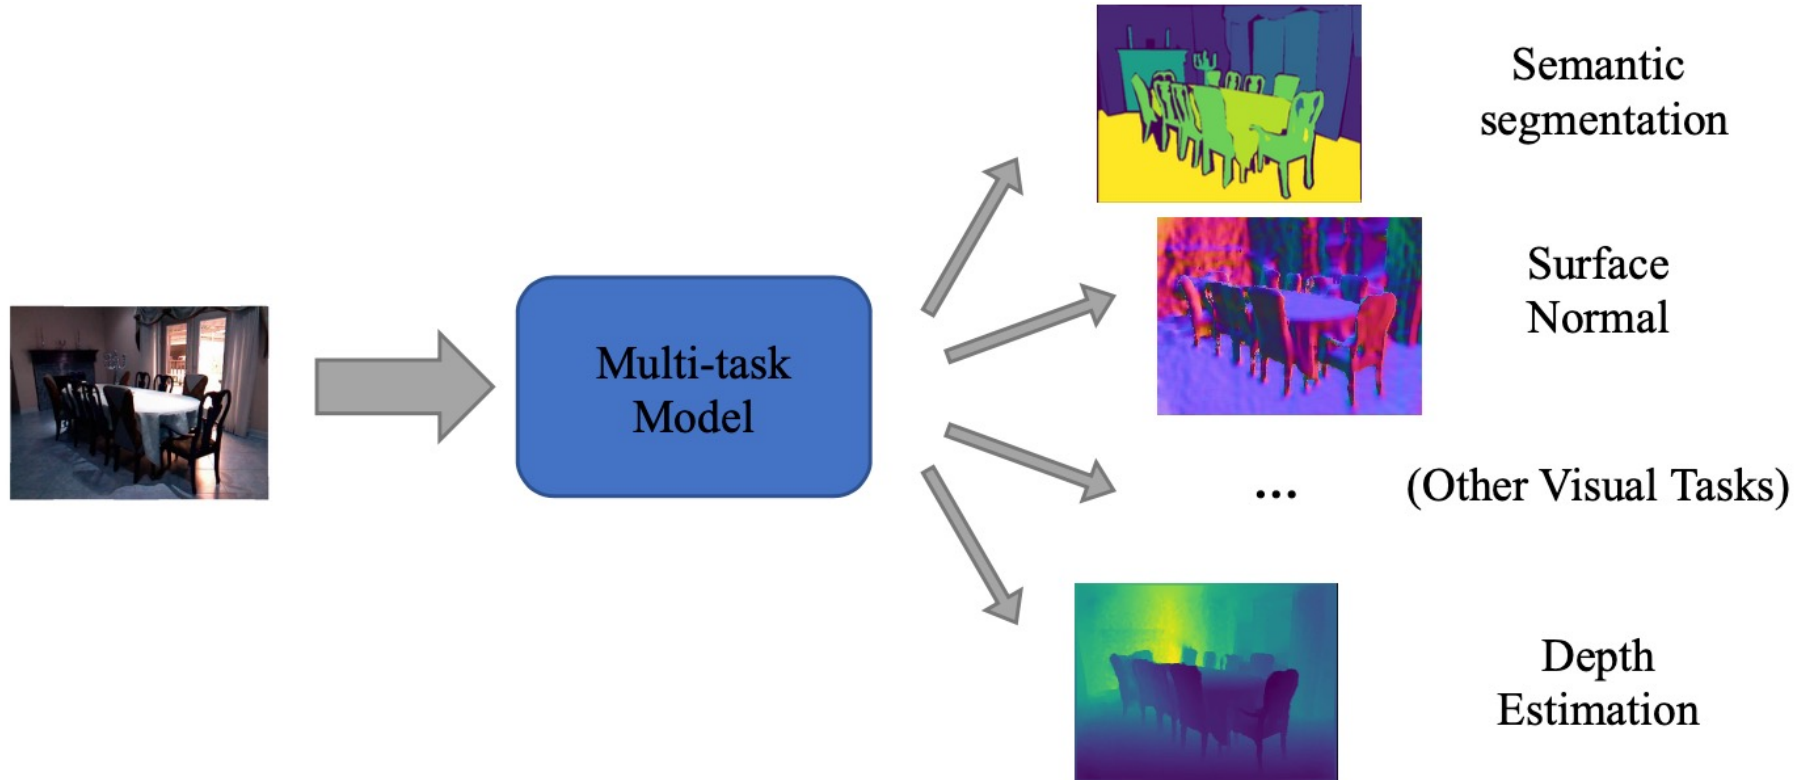 Semantic
segmentation
Surface
Normal
Multi-task
Model
... (Other Visual Tasks)
Depth
Estimation